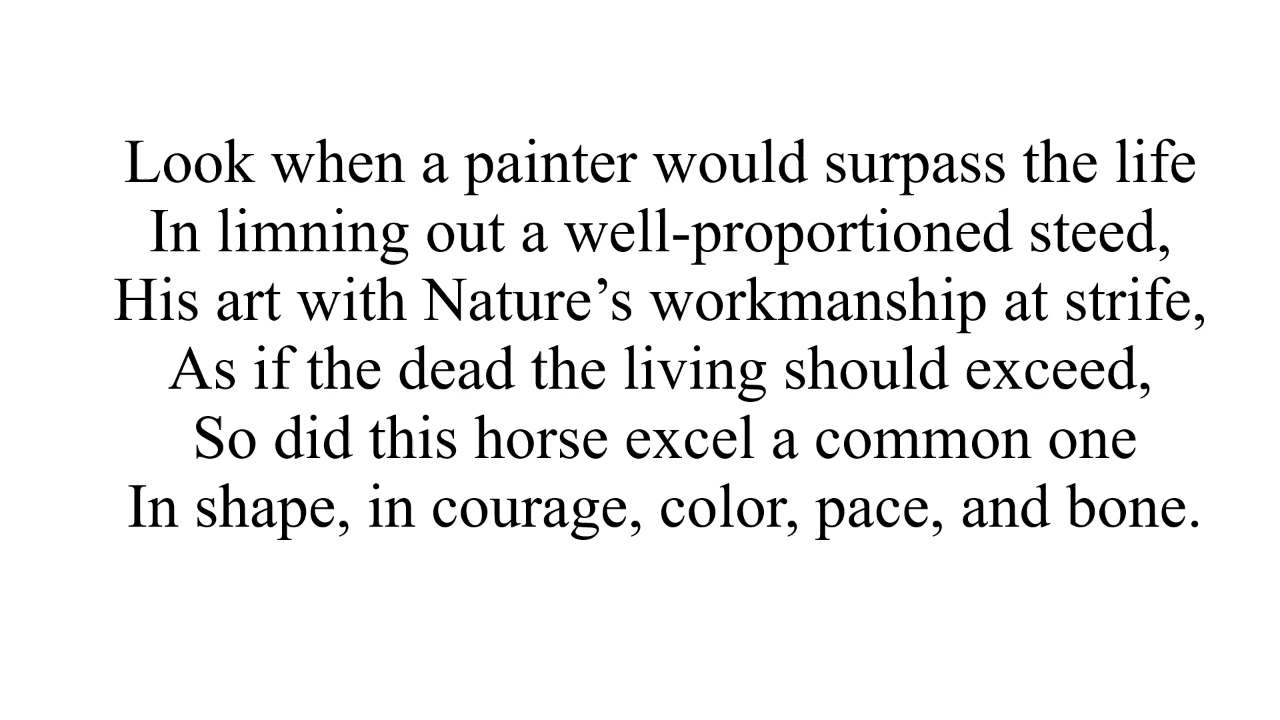 Look when a painter would surpass the life
In limning out a well-proportioned steed,
His art with Nature’s workmanship at strife,
As if the dead the living should exceed,
So did this horse excel a common one
In shape, in courage, color, pace, and bone.